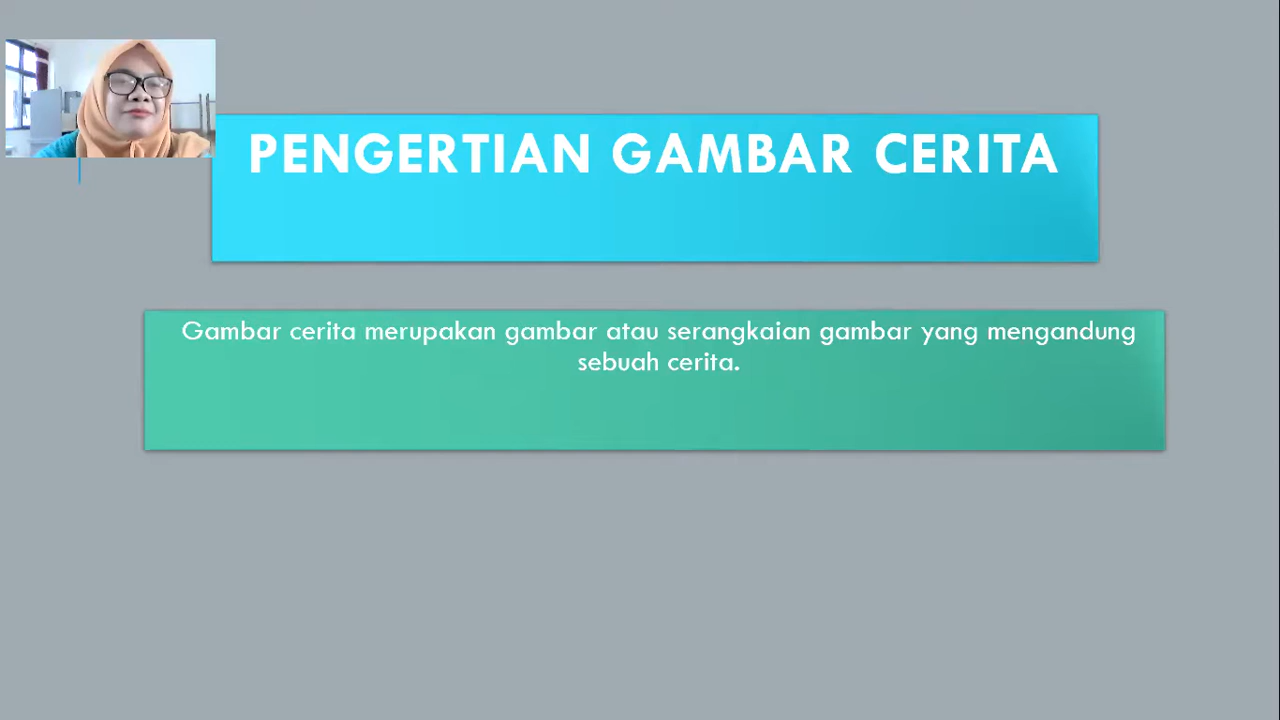 PENGERTIAN GAMBAR CERITA
Gambar cerita merupakan gambar atau serangkaian gambar yang mengandung
sebuah cerita.